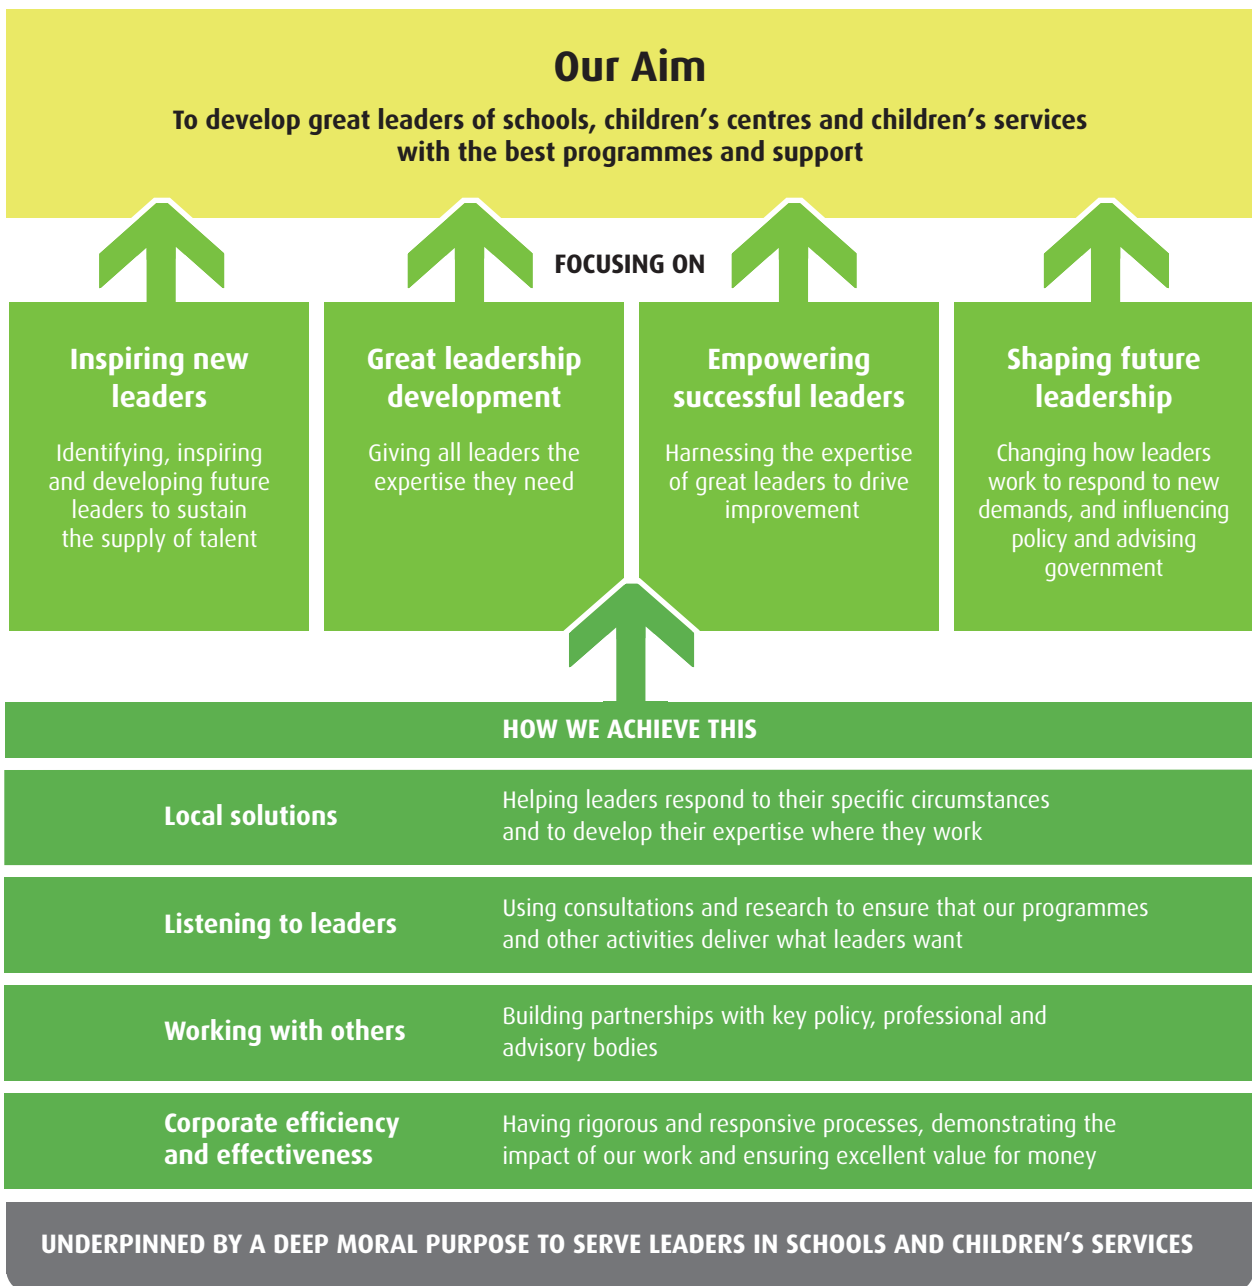 Our Aim
To develop great leaders of schools, children’s centres and children’s services
with the best programmes and support
FOCUSING ON
Inspiring new
leaders
Identifying, inspiring
and developing future
leaders to sustain
the supply of talent
Great leadership
development
Giving all leaders the
expertise they need
Empowering
successful leaders
Harnessing the expertise
of great leaders to drive
improvement
Shaping future
leadership
Changing how leaders
work to respond to new
demands, and influencing
policy and advising
government
HOW WE ACHIEVE THIS
Local solutions
Helping leaders respond to their specific circumstances
and to develop their expertise where they work
Listening to leaders
Using consultations and research to ensure that our programmes
and other activities deliver what leaders want
Working with others
Building partnerships with key policy, professional and
advisory bodies
Corporate efficiency
and effectiveness
Having rigorous and responsive processes, demonstrating the
impact of our work and ensuring excellent value for money
UNDERPINNED BY A DEEP MORAL PURPOSE TO SERVE LEADERS IN SCHOOLS AND CHILDREN’S SERVICES